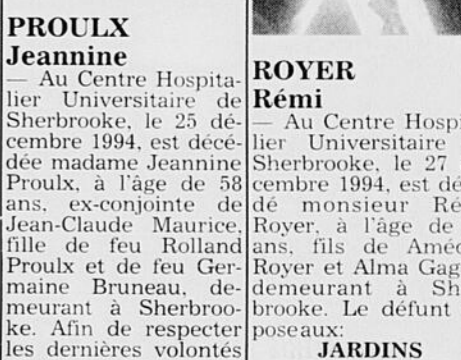 PROULX
Jeannine
— Au Centre Hospita-
lier Universitaire de
Sherbrooke, le 25 dé-
cembre 1994, est décé-
dée madame Jeannine
Proulx, à l'âge de 58
ans, ex-conjointe de
Jean-Claude Maurice,
fille de feu Rolland
Proulx et de feu Ger-
maine Bruneau, de-
meurant à Sherbroo-
ke. Afin de respecter
les dernières volontés
ROYER
Rémi
— Au Centre Hospi
lier Universitaire
Sherbrooke, le 27
cembre 1994, est dé
dé monsieur Ré
Royer, à l'âge de
ans, fils de Améd
Royer et Alma Gag
demeurant à Sh
brooke. Le défunt
pose aux:
JARDINS